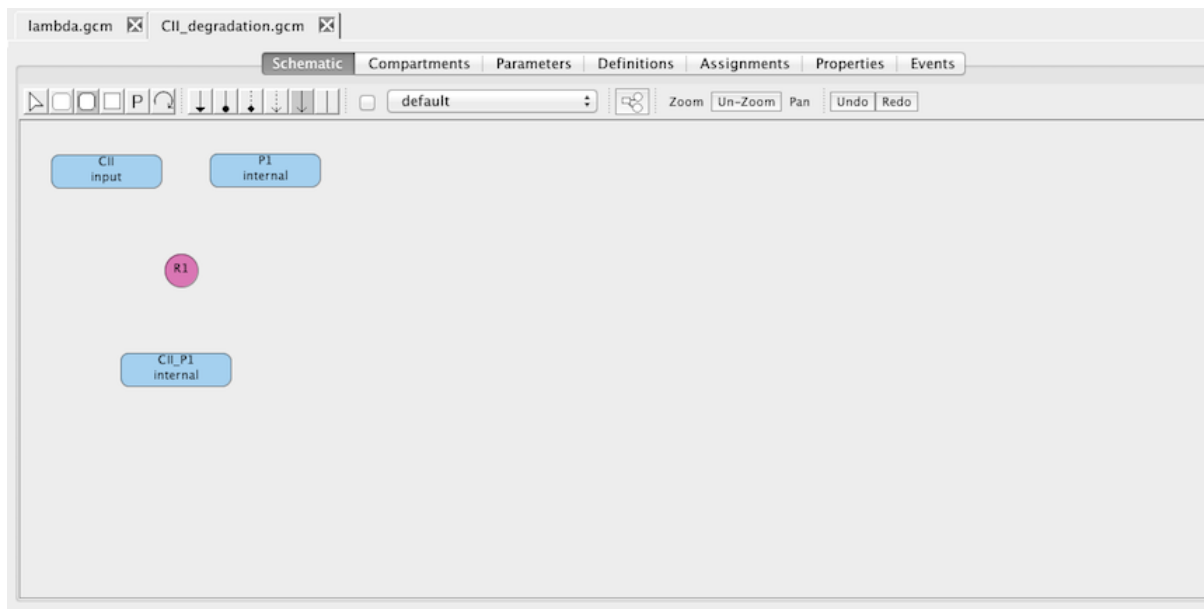 lambda.gcm CII_degradation.gcm
Schematic Compartments Parameters Definitions Assignments Properties Events
P default Zoom Un-Zoom Pan Undo Redo
CII
input
P1
internal
R1
CII_P1
internal